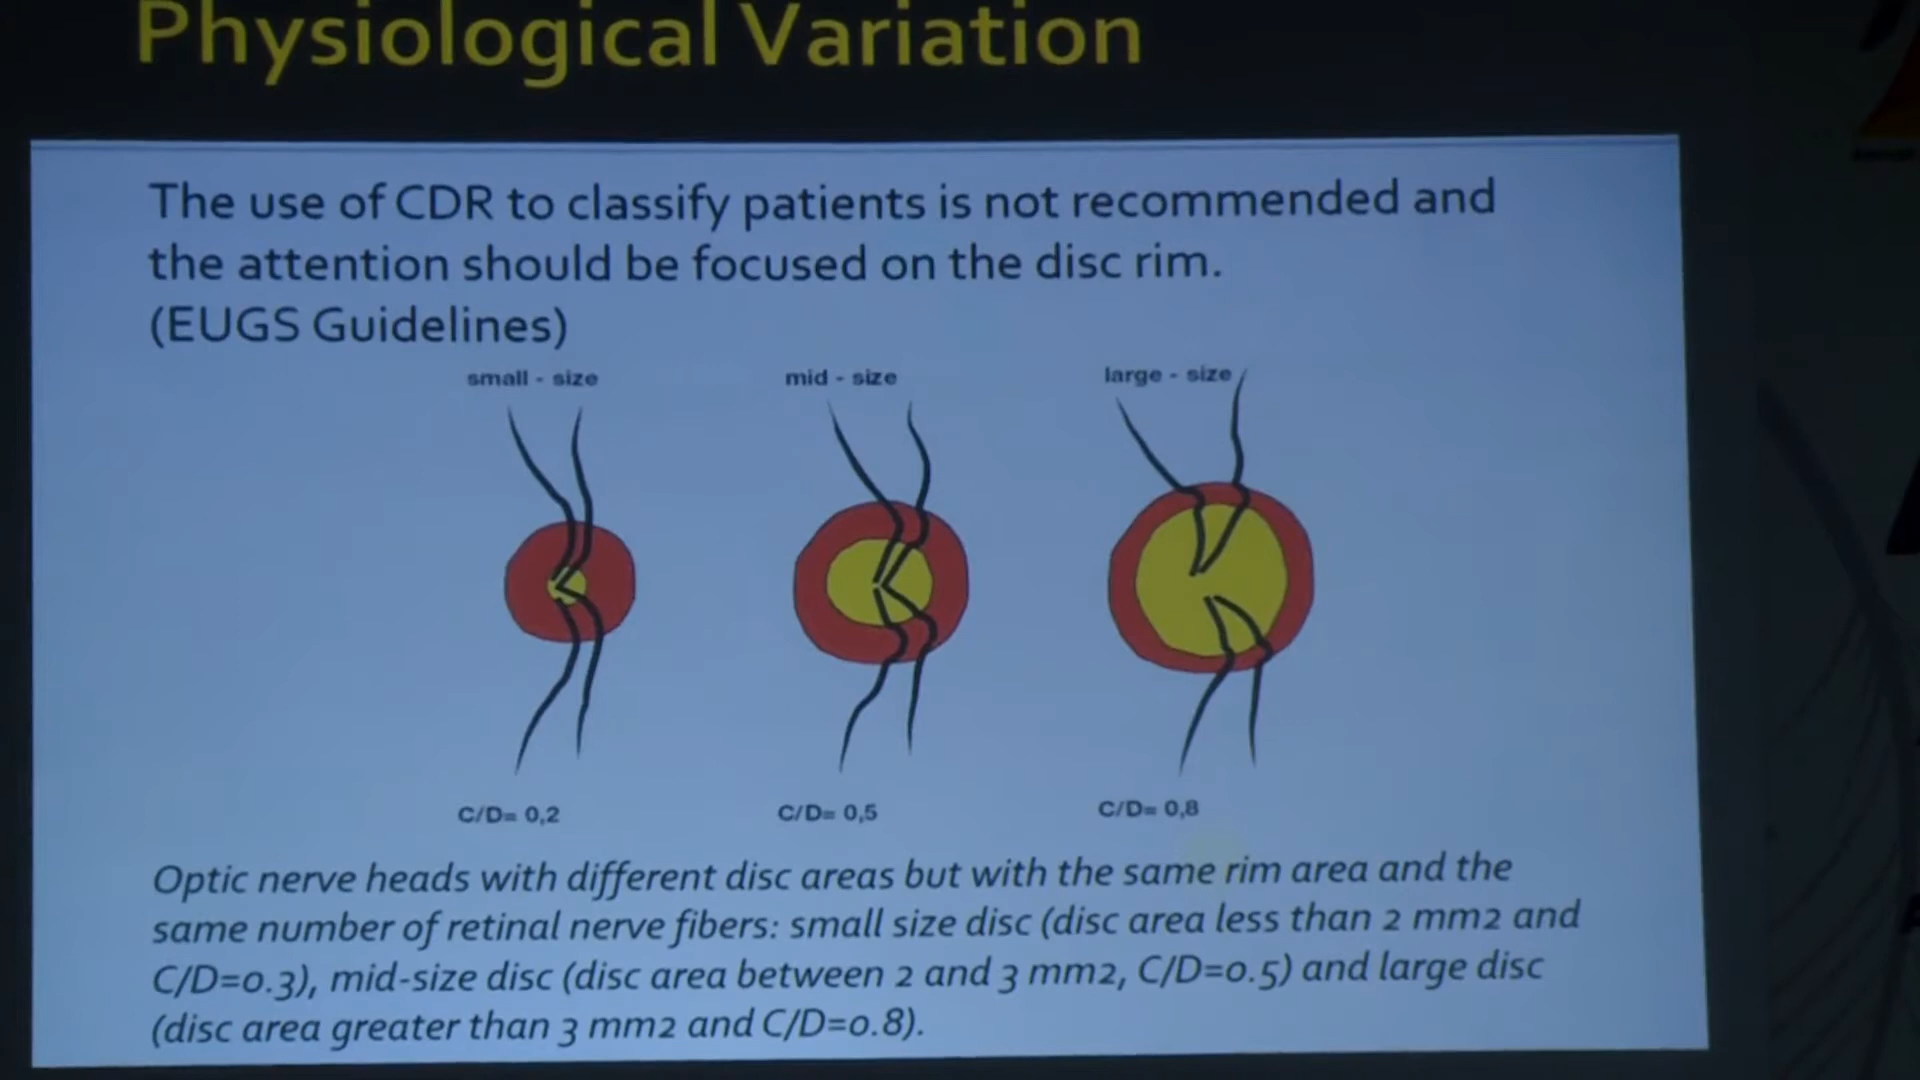 Physiological Variation
The use of CDR to classify patients is not recommended and
the attention should be focused on the disc rim.
(EUGS Guidelines)
small - size
mid - size
large - size
C/D= 0,2
C/D= 0,5
C/D= 0,8
Optic nerve heads with different disc areas but with the same rim area and the
same number of retinal nerve fibers: small size disc (disc area less than 2 mm2 and
C/D=0.3), mid-size disc (disc area between 2 and 3 mm2, C/D=0.5) and large disc
(disc area greater than 3 mm2 and C/D=0.8).